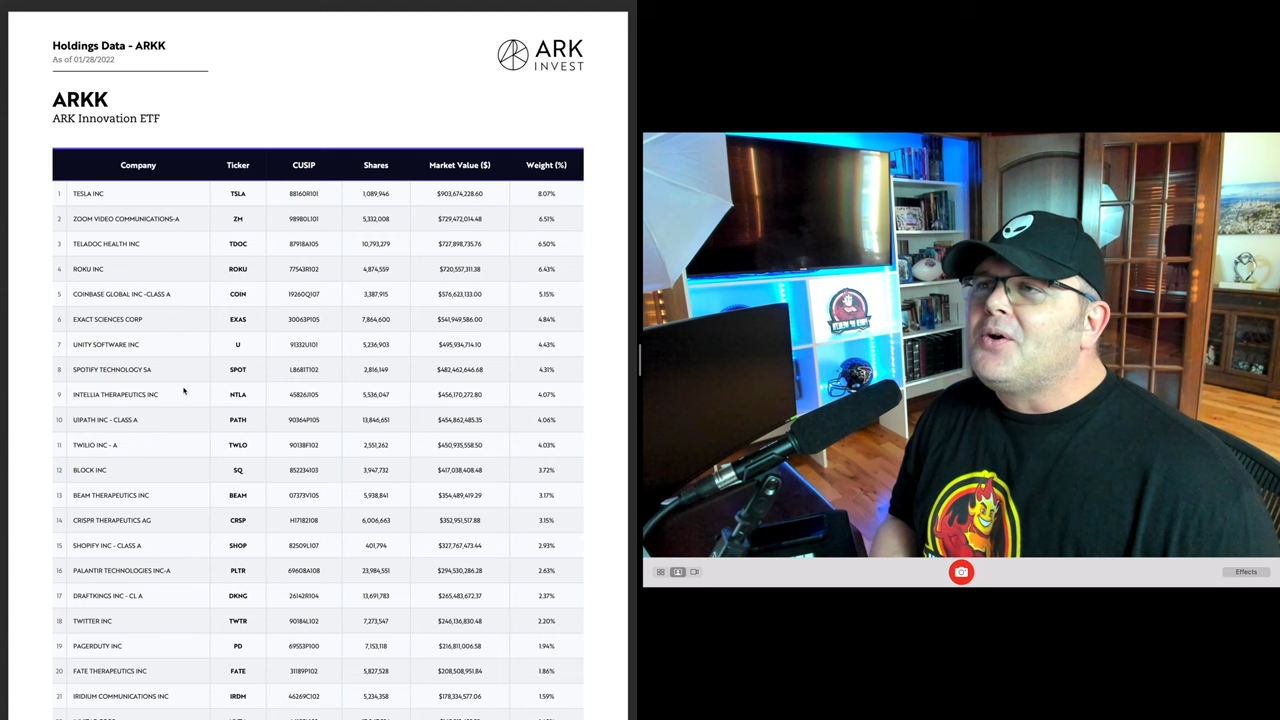 Holdings Data - ARKK
As of 01/28/2022
ARK
INVEST
ARKK
ARK Innovation ETF
Company Ticker CUSIP Shares Market Value ($) Weight (%)
1 TESLA INC TSLA 88160R101 1,089,946 $903,674,228.60 8.07%
2 ZOOM VIDEO COMMUNICATIONS-A ZM 98980L101 5,332,008 $729,472,014.48 6.51%
3 TELADOC HEALTH INC TDOC 87918A105 10,793,279 $727,898,735.76 6.50%
4 ROKU INC ROKU 77543R102 4,874,559 $720,557,311.38 6.43%
5 COINBASE GLOBAL INC -CLASS A COIN 19260Q107 3,387,915 $576,623,133.00 5.15%
6 EXACT SCIENCES CORP EXAS 30063P105 7,864,600 $541,949,586.00 4.84%
7 UNITY SOFTWARE INC U 91332U101 5,236,903 $495,934,714.10 4.43%
8 SPOTIFY TECHNOLOGY SA SPOT L8681T102 2,816,149 $482,462,646.68 4.31%
9 INTELLIA THERAPEUTICS INC NTLA 45826J105 5,536,047 $456,170,272.80 4.07%
10 UIPATH INC - CLASS A PATH 90364P105 13,846,651 $454,862,485.35 4.06%
11 TWILIO INC - A TWLO 90138F102 2,551,262 $450,935,558.50 4.03%
12 BLOCK INC SQ 852234103 3,947,732 $417,038,408.48 3.72%
13 BEAM THERAPEUTICS INC BEAM 07373V105 5,938,841 $354,489,419.29 3.17%
14 CRISPR THERAPEUTICS AG CRSP H17182108 6,006,663 $352,951,517.88 3.15%
15 SHOPIFY INC - CLASS A SHOP 82509L107 401,794 $327,767,473.44 2.93%
16 PALANTIR TECHNOLOGIES INC-A PLTR 69608A108 23,984,551 $294,530,286.28 2.63%
17 DRAFTKINGS INC - CL A DKNG 26142R104 13,691,783 $265,483,672.37 2.37%
18 TWITTER INC TWTR 90184L102 7,273,547 $246,136,830.48 2.20%
19 PAGERDUTY INC PD 69553P100 7,153,118 $216,811,006.58 1.94%
20 FATE THERAPEUTICS INC FATE 31189P102 5,827,528 $208,508,951.84 1.86%
21 IRIDIUM COMMUNICATIONS INC IRDM 46269C102 5,234,358 $178,334,577.06 1.59%
Effects